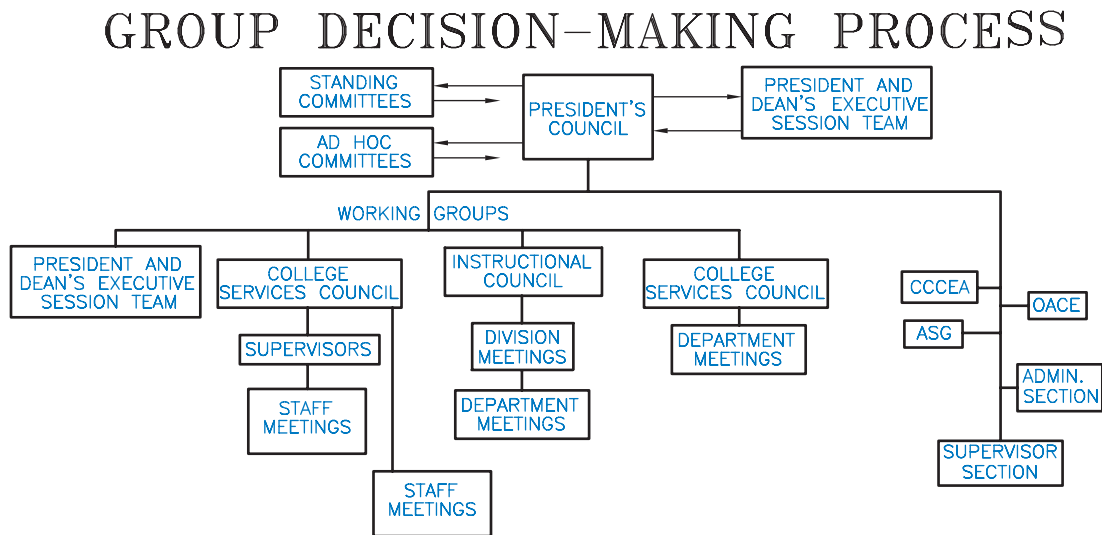 GROUP DECISION-MAKING PROCESS
STANDING
COMMITTEES
PRESIDENT'S
COUNCIL
PRESIDENT AND
DEAN'S EXECUTIVE
SESSION TEAM
AD HOC
COMMITTEES
WORKING GROUPS
PRESIDENT AND
DEAN'S EXECUTIVE
SESSION TEAM
COLLEGE
SERVICES COUNCIL
INSTRUCTIONAL
COUNCIL
COLLEGE
SERVICES COUNCIL
CCCEA
OACE
ASG
SUPERVISORS
DIVISION
MEETINGS
DEPARTMENT
MEETINGS
ADMIN.
SECTION
STAFF
MEETINGS
DEPARTMENT
MEETINGS
SUPERVISOR
SECTION
STAFF
MEETINGS